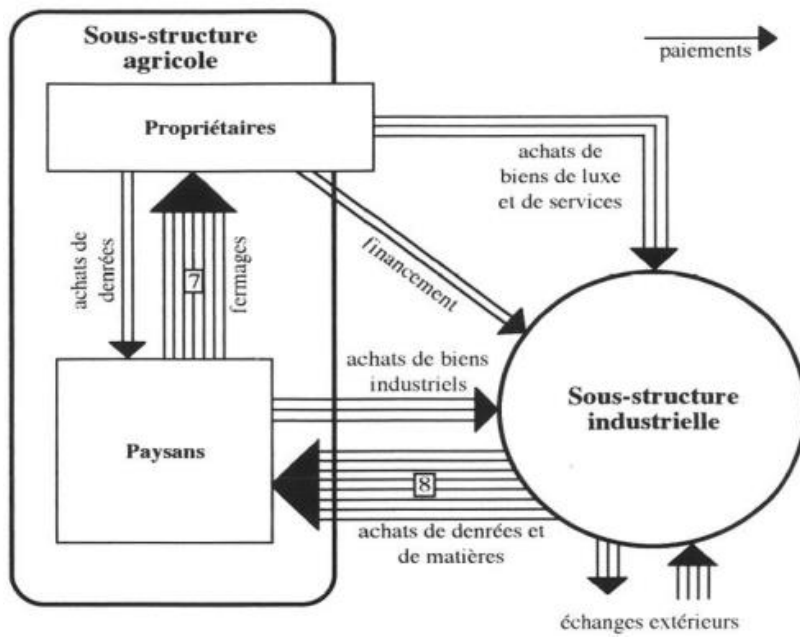 Sous-structure
agricole
paiements
Propriétaires
achats de
biens de luxe
et de services
achats de
denrées
7
fermages
financement
achats de biens
industriels
Sous-structure
industrielle
Paysans
8
achats de denrées et
de matières
échanges extérieurs